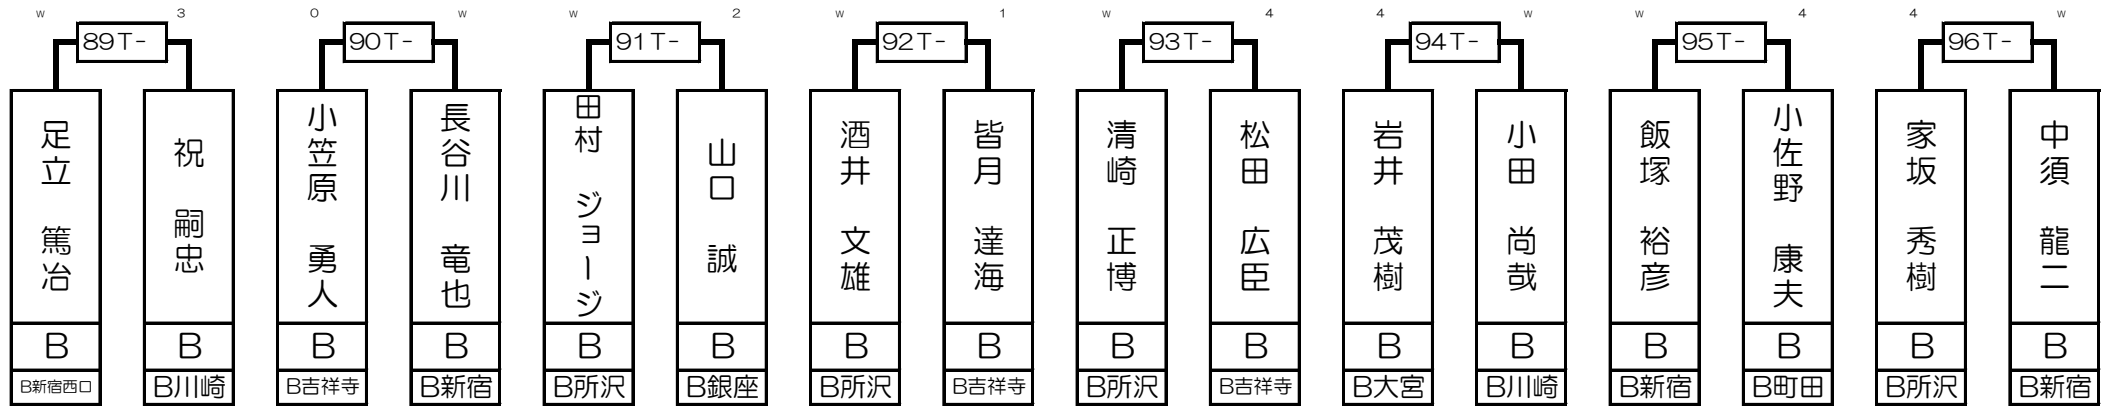 w 3 0 w w 2 w 1 w 4 4 w w 4 4 w
89T- 90T- 91T- 92T- 93T- 94T- 95T- 96T-
足立 篤治
祝 嗣忠
小笠原 勇人
長谷川 竜也
田村 ジョージ
山口 誠
酒井 文雄
皆月 達海
清崎 正博
松田 広臣
岩井 茂樹
小田 尚哉
飯塚 裕彦
小佐野 康夫
家坂 秀樹
中須 龍二
B B B B B B B B B B B B B B B B
B新宿西口 B川崎 B吉祥寺 B新宿 B所沢 B銀座 B所沢 B吉祥寺 B所沢 B吉祥寺 B大宮 B川崎 B新宿 B町田 B所沢 B新宿